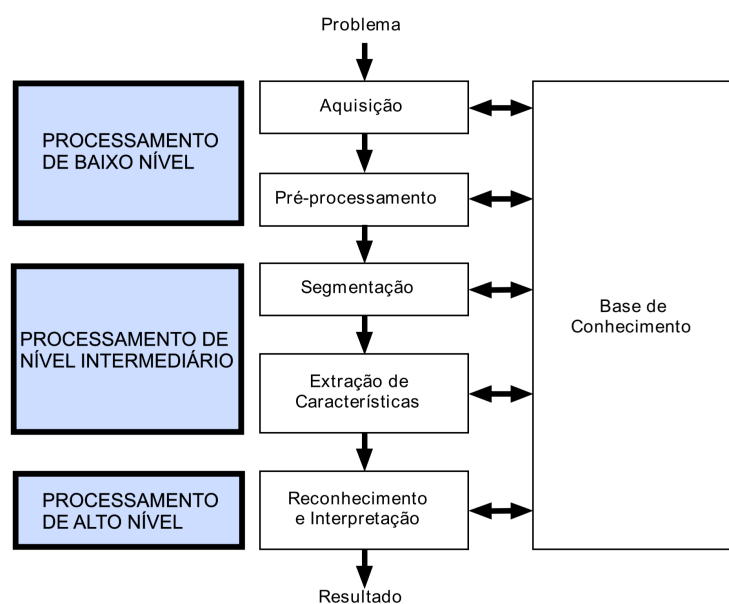 Problema
PROCESSAMENTO
DE BAIXO NÍVEL
Aquisição
Pré-processamento
PROCESSAMENTO DE
NÍVEL INTERMEDIÁRIO
Segmentação
Extração de
Características
Base de
Conhecimento
PROCESSAMENTO
DE ALTO NÍVEL
Reconhecimento
e Interpretação
Resultado